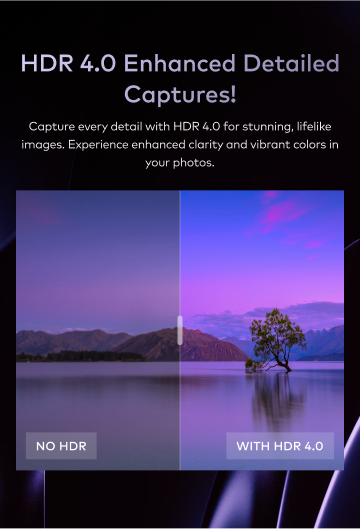 HDR 4.0 Enhanced Detailed
Captures!
Capture every detail with HDR 4.0 for stunning, lifelike
images. Experience enhanced clarity and vibrant colors in
your photos.
NO HDR
WITH HDR 4.0